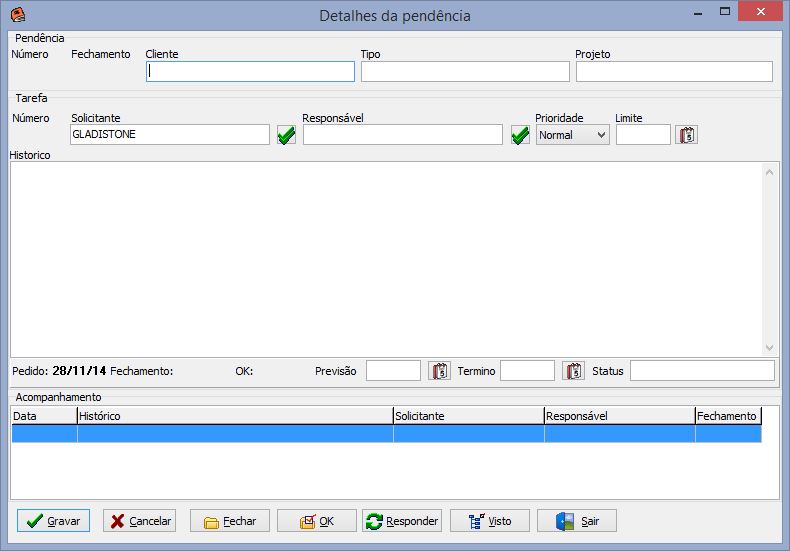 Detalhes da pendência
Pendência
Número Fechamento Cliente Tipo Projeto
Tarefa
Número Solicitante Responsável Prioridade Limite
GLADISTONE Normal
Historico
Pedido: 28/11/14 Fechamento: OK: Previsão Termino Status
Acompanhamento
Data Histórico Solicitante Responsável Fechamento
Gravar Cancelar Fechar OK Responder Visto Sair